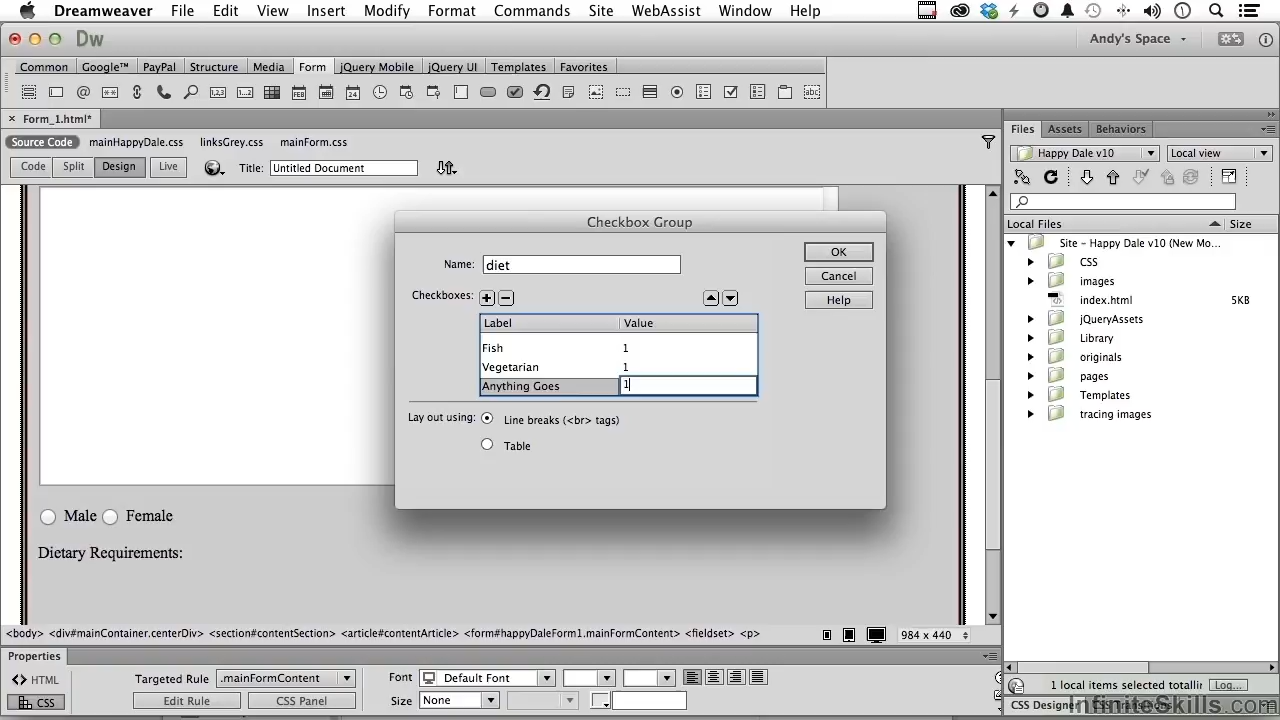 Dreamweaver File Edit View Insert Modify Format Commands Site WebAssist Window Help
Dw
Andy's Space
Common Google™ PayPal Structure Media Form jQuery Mobile jQuery UI Templates Favorites
Form_1.html*
Source Code mainHappyDale.css linksGrey.css mainForm.css
Code Split Design Live Title: Untitled Document
Checkbox Group
Name: diet
OK
Cancel
Help
Checkboxes:
Label Value
Fish 1
Vegetarian 1
Anything Goes 1
Lay out using: Line breaks (<br> tags)
Table
Male Female
Dietary Requirements:
<body> <div#mainContainer.centerDiv> <section#contentSection> <article#contentArticle> <form#happyDaleForm1.mainFormContent> <fieldset> <p>
984 x 440
Properties
HTML
CSS
Targeted Rule .mainFormContent
Edit Rule CSS Panel
Font Default Font
Size None
Files Assets Behaviors
Happy Dale v10 Local view
Local Files Size
Site - Happy Dale v10 (New Mo...
CSS
images
index.html 5KB
jQueryAssets
Library
originals
pages
Templates
tracing images
1 local items selected totallir Log...
CSS Designer CSS Transitions
InfiniteSkills.com